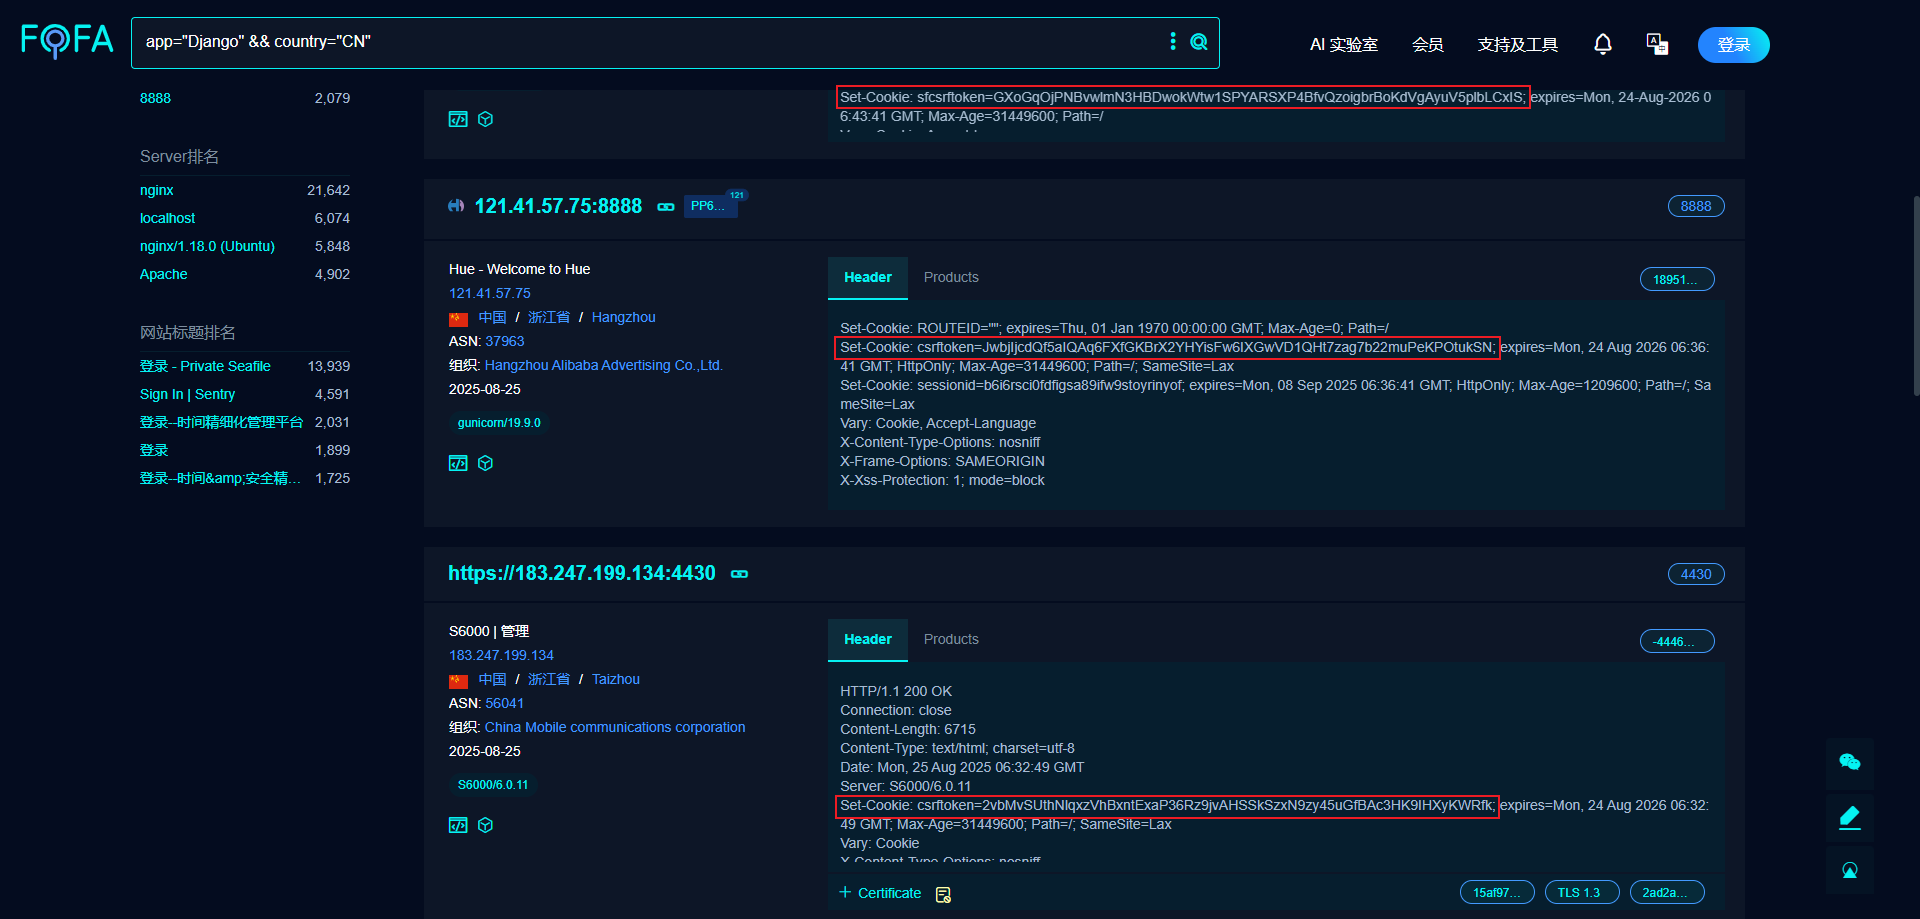 FOFA
app="Django" && country="CN"
AI 实验室
会员
支持及工具
登录
8888 2,079
Server排名
nginx 21,642
localhost 6,074
nginx/1.18.0 (Ubuntu) 5,848
Apache 4,902
网站标题排名
登录 - Private Seafile 13,939
Sign In | Sentry 4,591
登录--时间精细化管理平台 2,031
登录 1,899
登录--时间&amp;安全精... 1,725
Set-Cookie: sfcsrftoken=GXoGqOjPNBvwlmN3HBDwokWtw1SPYARSXP4BfvQzoigbrBoKdVgAyuV5plbLCxIS; expires=Mon, 24-Aug-2026 0
6:43:41 GMT; Max-Age=31449600; Path=/
121.41.57.75:8888
PP6...
121
8888
Hue - Welcome to Hue
121.41.57.75
中国 / 浙江省 / Hangzhou
ASN: 37963
组织: Hangzhou Alibaba Advertising Co.,Ltd.
2025-08-25
gunicorn/19.9.0
Header
Products
18951...
Set-Cookie: ROUTEID=""; expires=Thu, 01 Jan 1970 00:00:00 GMT; Max-Age=0; Path=/
Set-Cookie: csrftoken=JwbjIjcdQf5aIQAq6FXfGKBrX2YHYisFw6IXGwVD1QHt7zag7b22muPeKPOtukSN; expires=Mon, 24 Aug 2026 06:36:
41 GMT; HttpOnly; Max-Age=31449600; Path=/; SameSite=Lax
Set-Cookie: sessionid=b6i6rsci0fdfigsa89ifw9stoyrinyof; expires=Mon, 08 Sep 2025 06:36:41 GMT; HttpOnly; Max-Age=1209600; Path=/; Sa
meSite=Lax
Vary: Cookie, Accept-Language
X-Content-Type-Options: nosniff
X-Frame-Options: SAMEORIGIN
X-Xss-Protection: 1; mode=block
https://183.247.199.134:4430
4430
S6000 | 管理
183.247.199.134
中国 / 浙江省 / Taizhou
ASN: 56041
组织: China Mobile communications corporation
2025-08-25
S6000/6.0.11
Header
Products
-4446...
HTTP/1.1 200 OK
Connection: close
Content-Length: 6715
Content-Type: text/html; charset=utf-8
Date: Mon, 25 Aug 2025 06:32:49 GMT
Server: S6000/6.0.11
Set-Cookie: csrftoken=2vbMvSUthNlqxzVhBxntExaP36Rz9jvAHSSkSzxN9zy45uGfBAc3HK9IHXyKWRfk; expires=Mon, 24 Aug 2026 06:32:
49 GMT; Max-Age=31449600; Path=/; SameSite=Lax
Vary: Cookie
X-Content-Type-Options: nosniff
+ Certificate
15af97...
TLS 1.3
2ad2a...